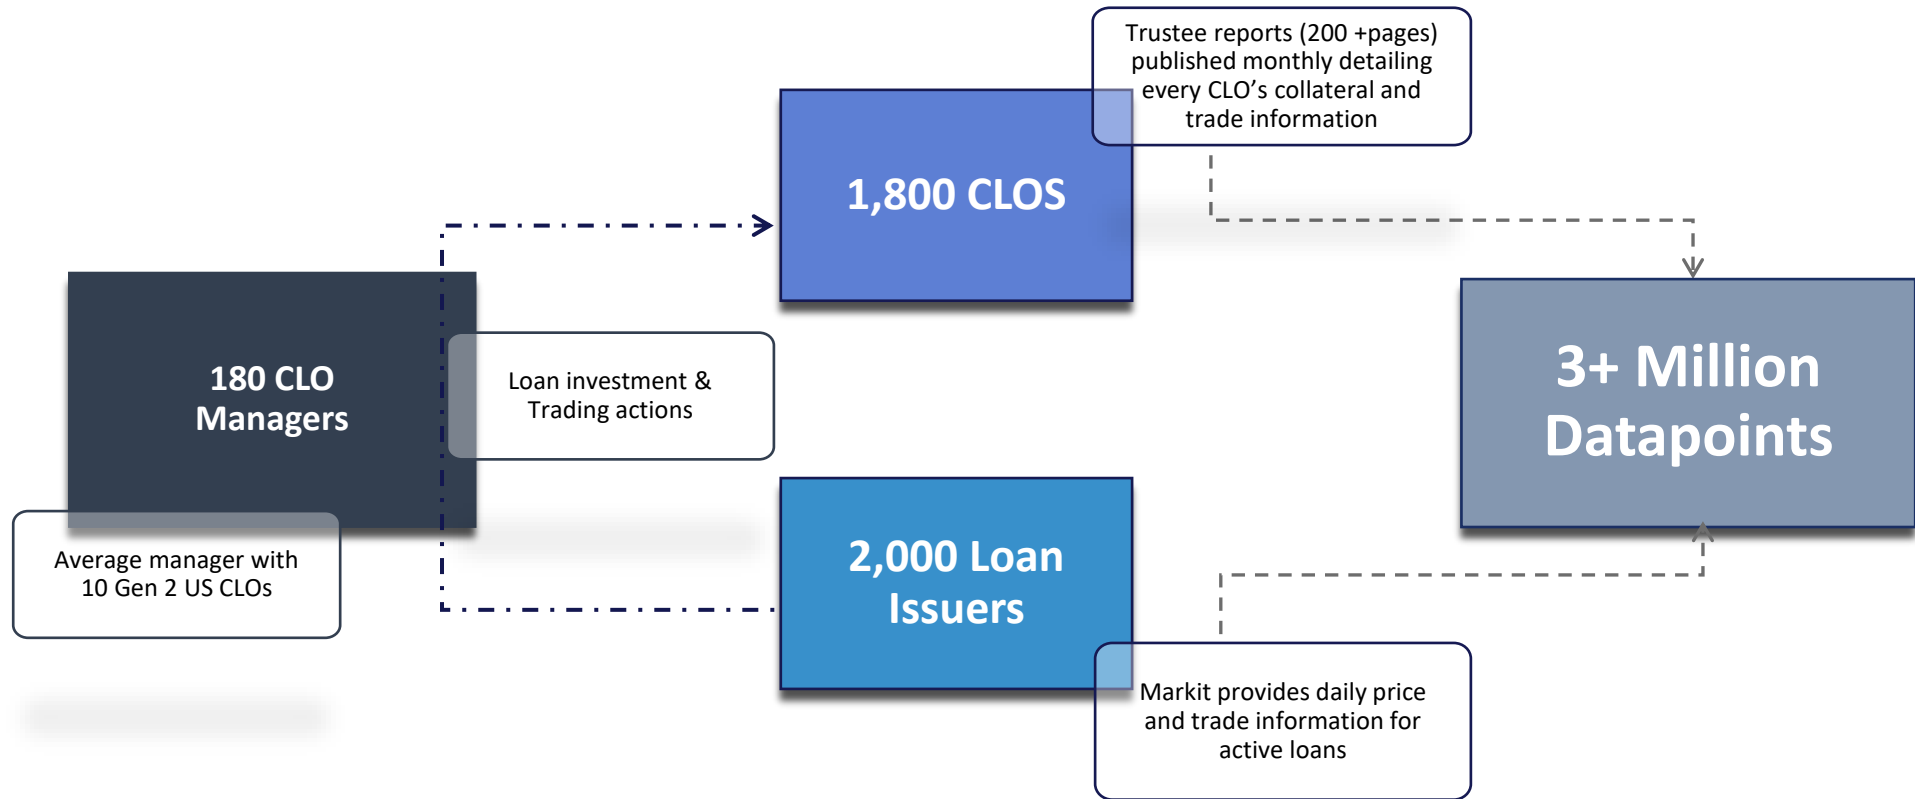 Trustee reports (200 +pages)
published monthly detailing
every CLO’s collateral and
trade information
1,800 CLOS
180 CLO
Managers
Loan investment &
Trading actions
3+ Million
Datapoints
Average manager with
10 Gen 2 US CLOs
2,000 Loan
Issuers
Markit provides daily price
and trade information for
active loans